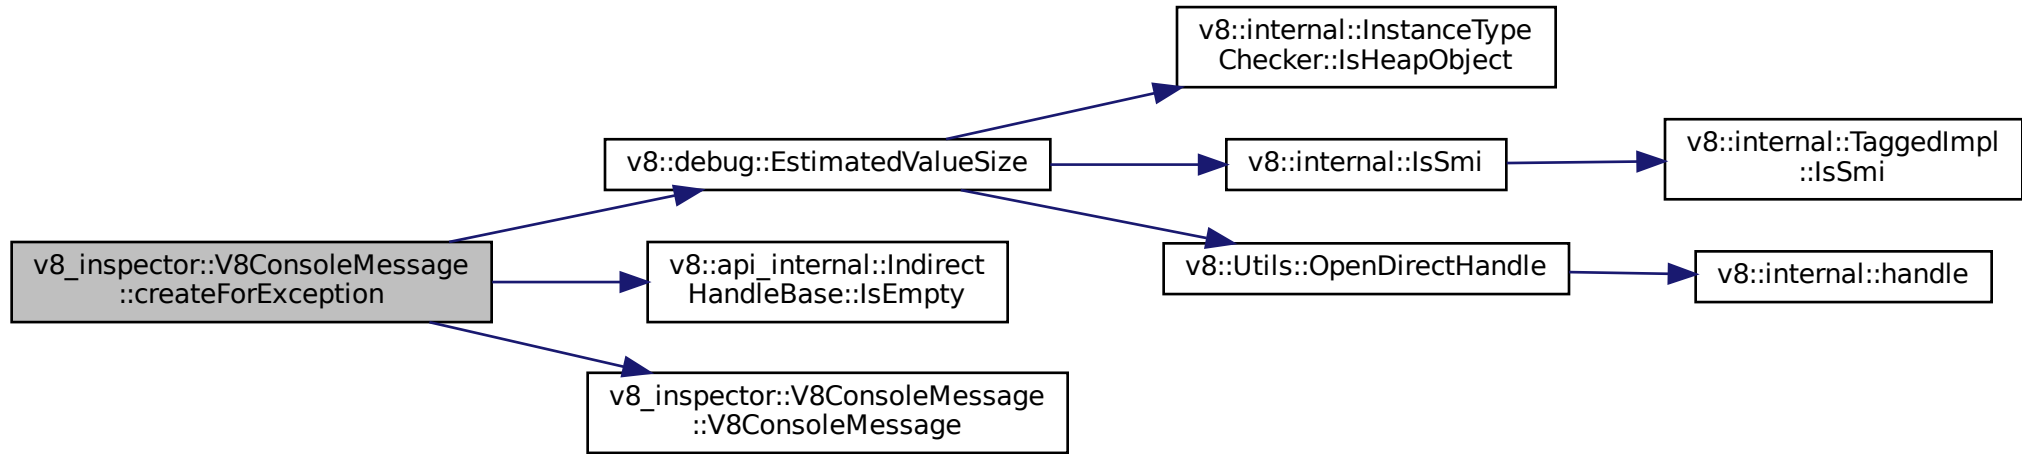 v8_inspector::V8ConsoleMessage
::createForException
v8::debug::EstimatedValueSize
v8::internal::InstanceType
Checker::IsHeapObject
v8::internal::IsSmi
v8::internal::TaggedImpl
::IsSmi
v8::Utils::OpenDirectHandle
v8::internal::handle
v8::api_internal::Indirect
HandleBase::IsEmpty
v8_inspector::V8ConsoleMessage
::V8ConsoleMessage